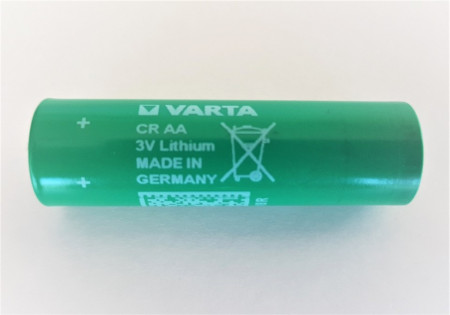 VARTA
CR AA
3V Lithium
MADE IN
GERMANY
+
+